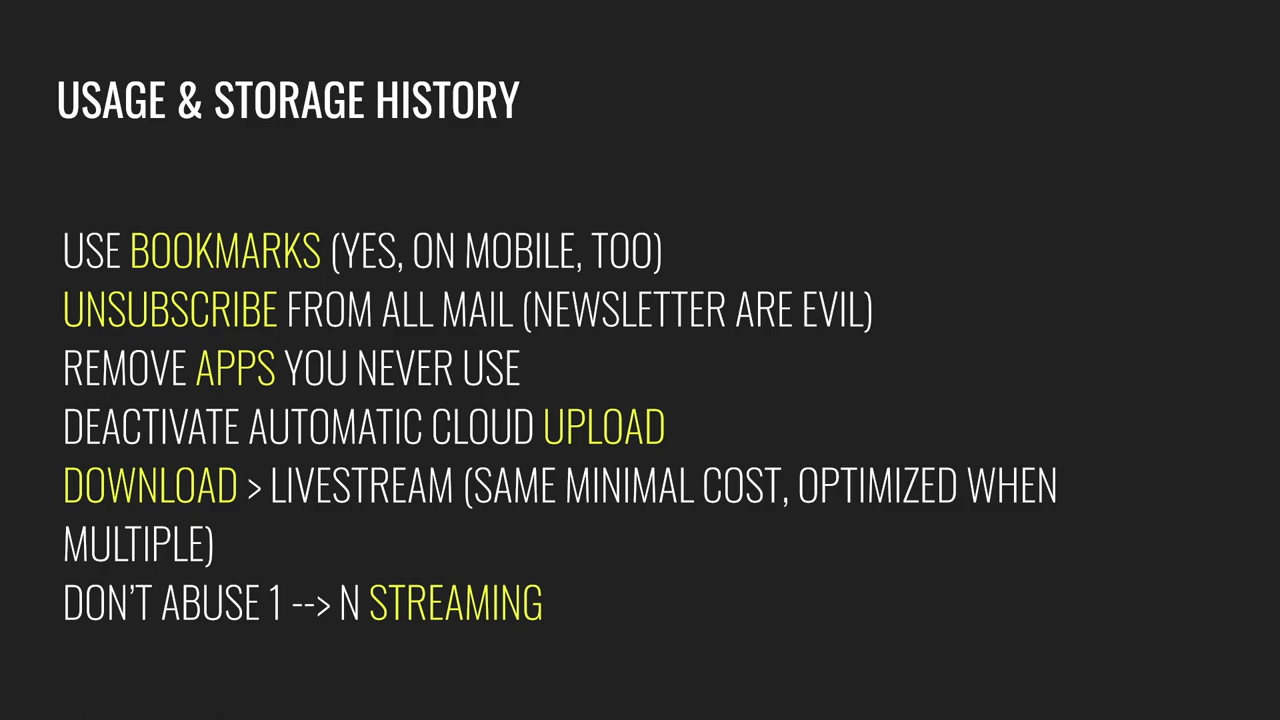 USAGE & STORAGE HISTORY
USE BOOKMARKS (YES, ON MOBILE, TOO)
UNSUBSCRIBE FROM ALL MAIL (NEWSLETTER ARE EVIL)
REMOVE APPS YOU NEVER USE
DEACTIVATE AUTOMATIC CLOUD UPLOAD
DOWNLOAD > LIVESTREAM (SAME MINIMAL COST, OPTIMIZED WHEN
MULTIPLE)
DON'T ABUSE 1 --> N STREAMING